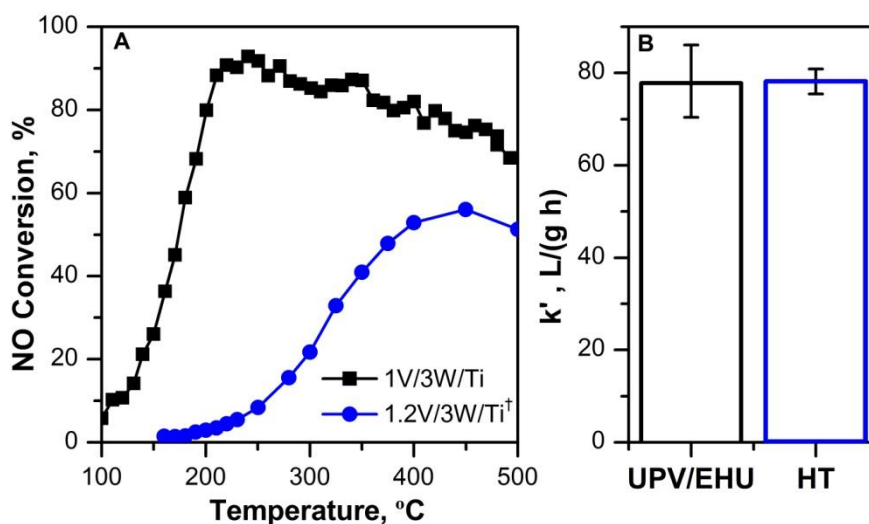 A
NO Conversion, %
100
80
60
40
20
0
1V/3W/Ti
1.2V/3W/Ti†
100 200 300 400 500
Temperature, ºC
B
k' , L/(g h)
80
60
40
20
0
UPV/EHU HT